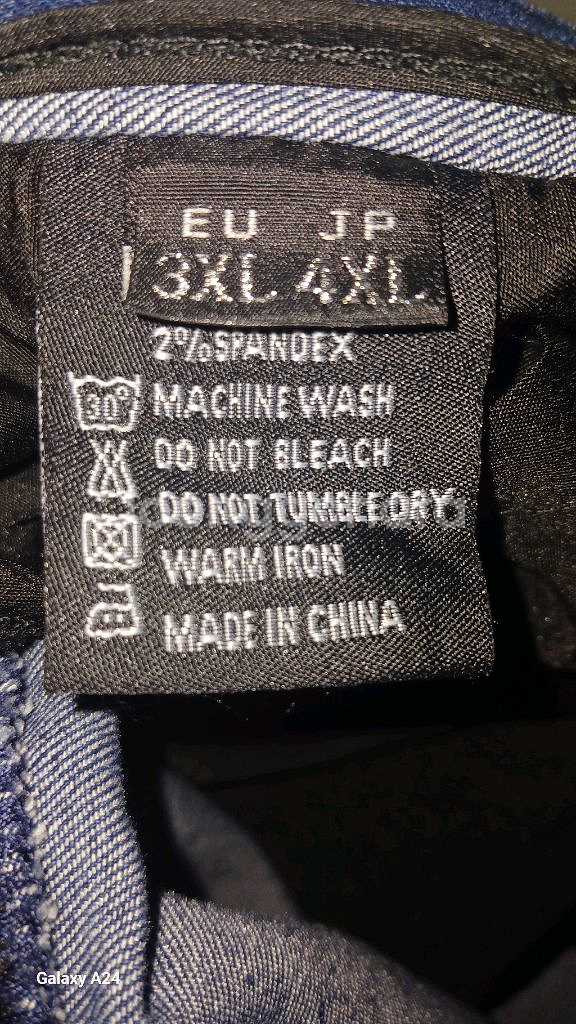 EU JP
3XL 4XL
2%SPANDEX
30° MACHINE WASH
DO NOT BLEACH
DO NOT TUMBLE DRY
WARM IRON
MADE IN CHINA
Galaxy A24